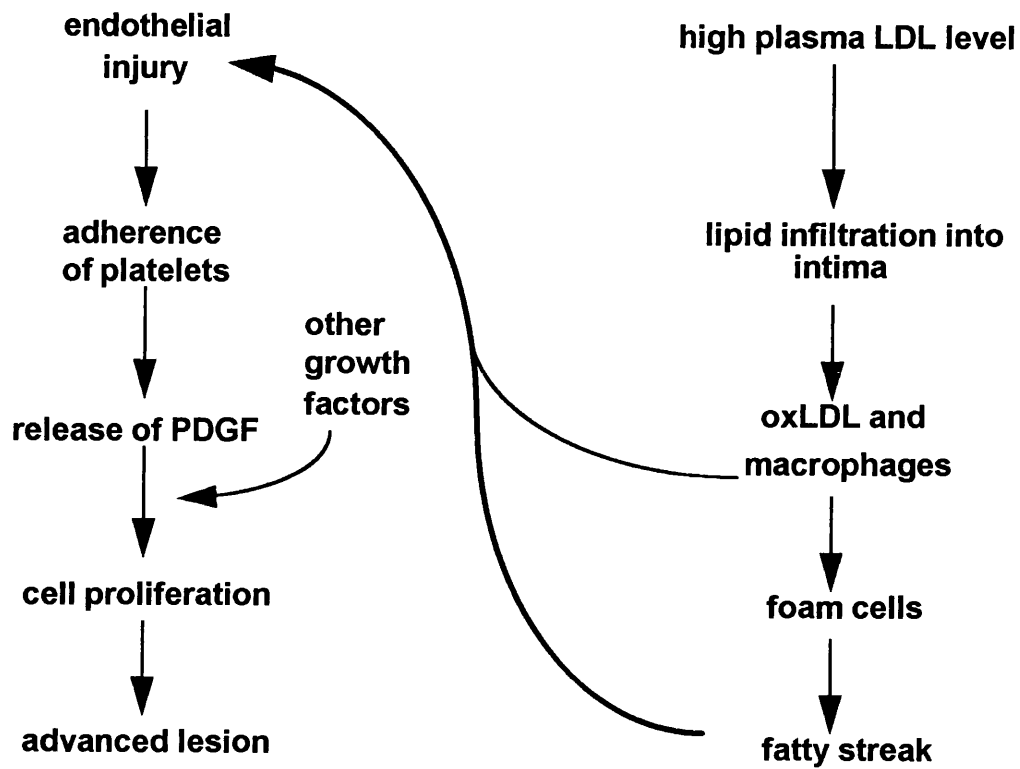 endothelial
injury
adherence
of platelets
release of PDGF
other
growth
factors
cell proliferation
advanced lesion
high plasma LDL level
lipid infiltration into
intima
oxLDL and
macrophages
foam cells
fatty streak